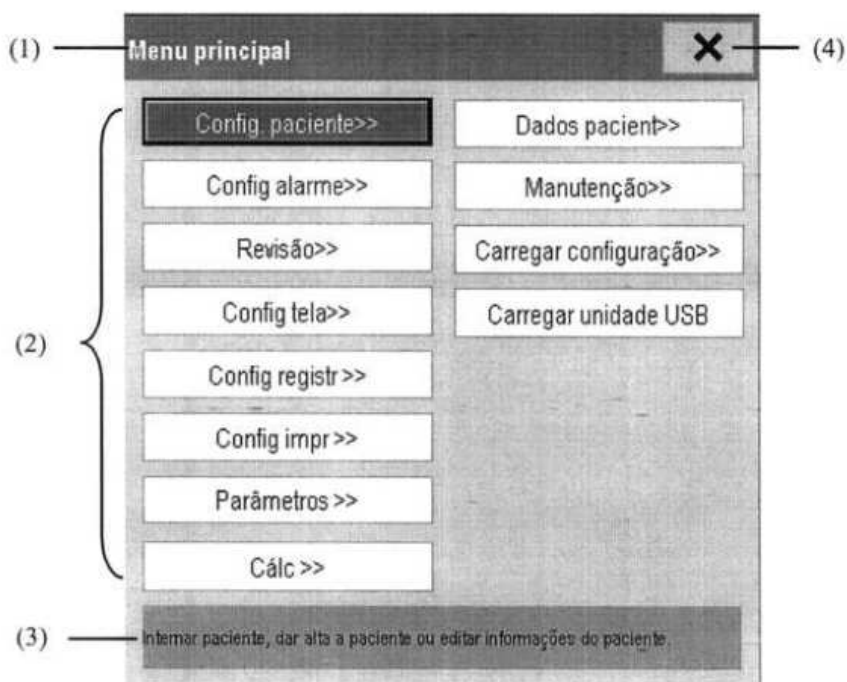 (1) Menu principal (4)
Config. paciente>> Dados pacient>>
Config alarme>> Manutenção>>
Revisão>> Carregar configuração>>
Config tela>> Carregar unidade USB
(2)
Config registr >>
Config impr >>
Parâmetros >>
Cálc >>
(3) Internar paciente, dar alta a paciente ou editar informações do paciente.